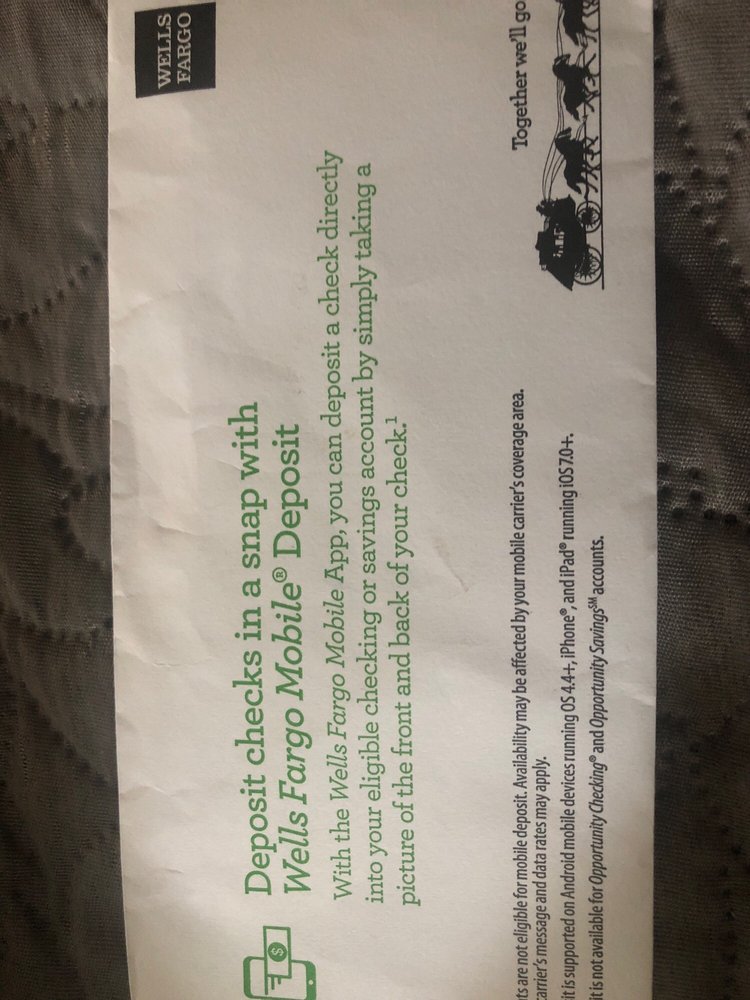 WELLS
FARGO
Deposit checks in a snap with
Wells Fargo Mobile® Deposit
With the Wells Fargo Mobile App, you can deposit a check directly
into your eligible checking or savings account by simply taking a
picture of the front and back of your check.¹
$
are not eligible for mobile deposit. Availability may be affected by your mobile carrier's coverage area.
carrier's message and data rates may apply.
is supported on Android mobile devices running OS 4.4+, iPhone®, and iPad® running iOS 7.0+.
is not available for Opportunity Checking® and Opportunity Savings℠ accounts.
Together we'll go